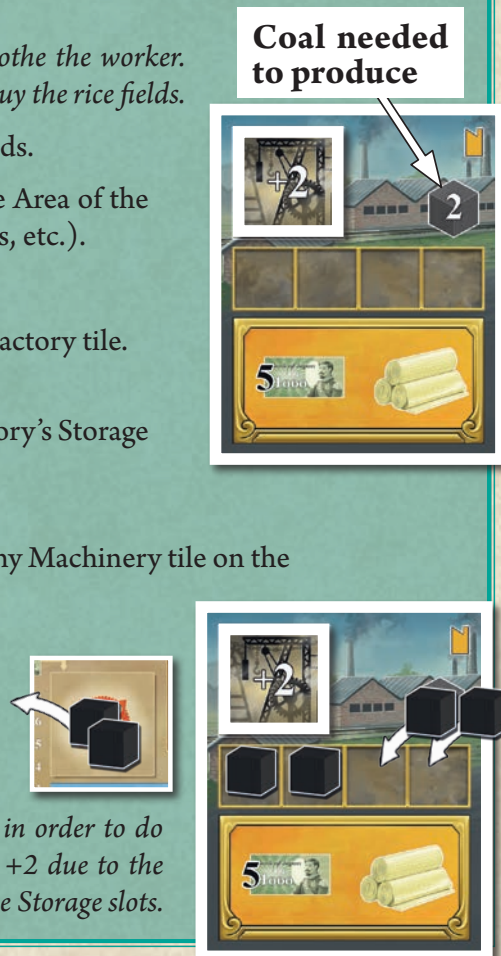 othe the worker.
uy the rice fields.
ds.
e Area of the
s, etc.).
actory tile.
ory's Storage
ny Machinery tile on the
in order to do
+2 due to the
e Storage slots.
Coal needed
to produce
+2
2
5
1000
+2
5